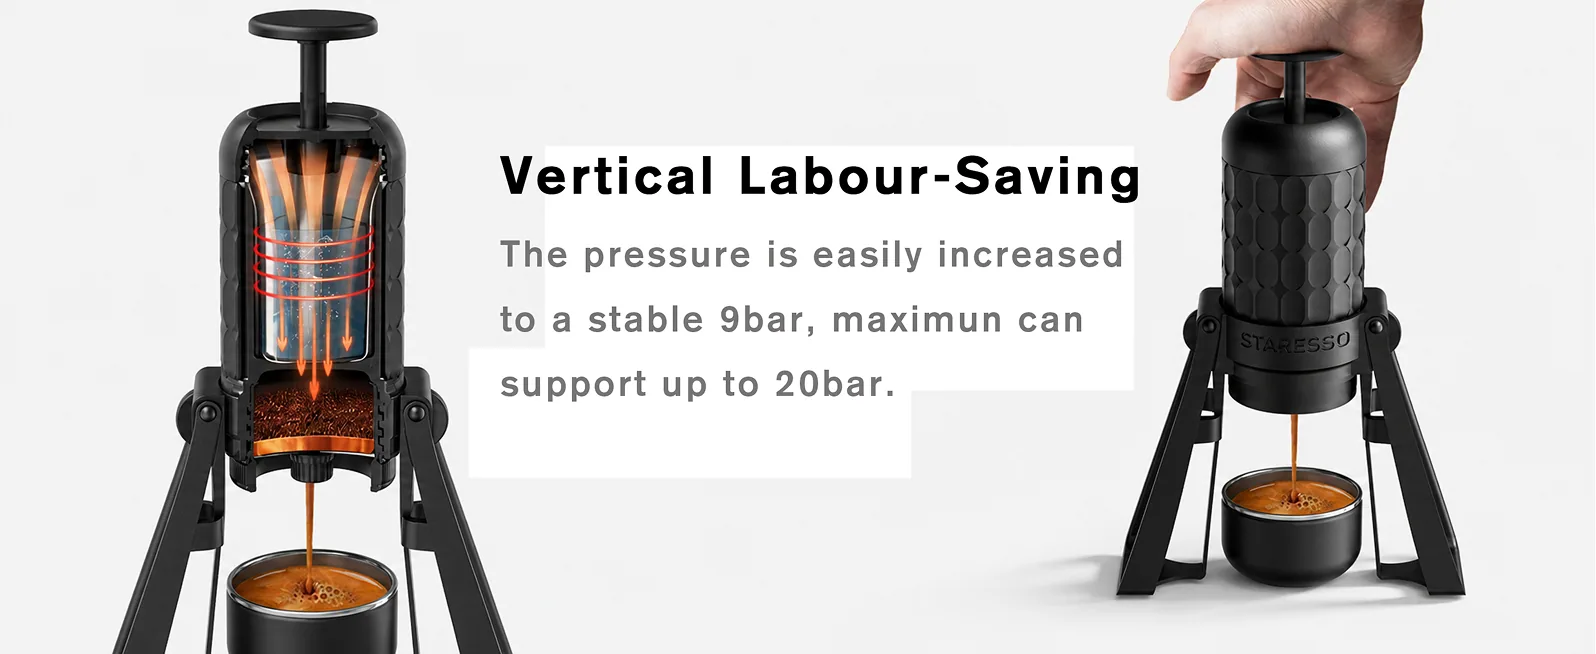 Vertical Labour-Saving
The pressure is easily increased
to a stable 9bar, maximun can
support up to 20bar.
STARESSO